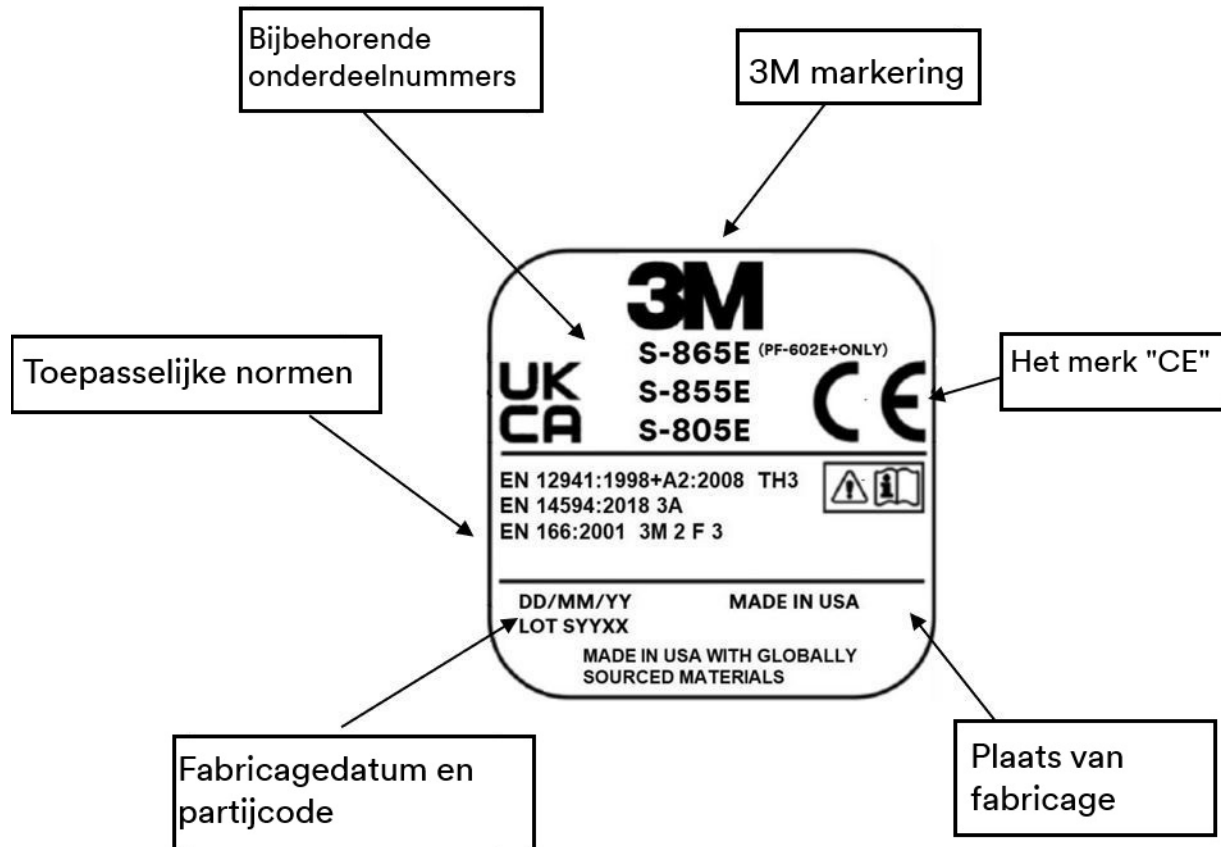 Bijbehorende
onderdeelnummers
3M markering
3M
S-865E (PF-602E+ONLY)
Toepasselijke normen
UK
CA
S-855E
S-805E
CE
Het merk "CE"
EN 12941:1998+A2:2008 TH3
EN 14594:2018 3A
EN 166:2001 3M 2 F 3
DD/MM/YY
LOT SYYXX
MADE IN USA
MADE IN USA WITH GLOBALLY
SOURCED MATERIALS
Fabricagedatum en
partijcode
Plaats van
fabricage